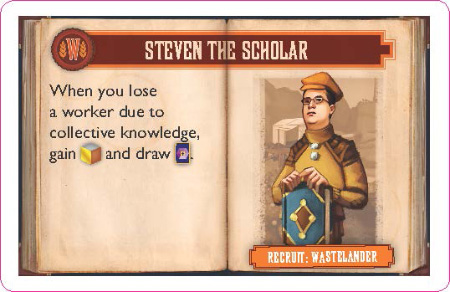 W
STEVEN THE SCHOLAR
When you lose
a worker due to
collective knowledge,
gain and draw .
RECRUIT: WASTELANDER